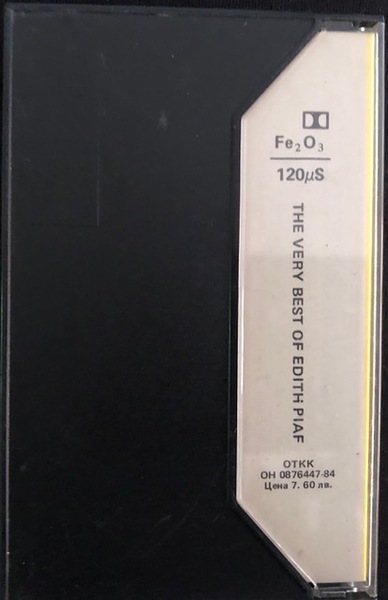 Fe₂O₃
120µS
THE VERY BEST OF EDITH PIAF
ОТКК
ОН 0876447-84
Цена 7. 60 лв.